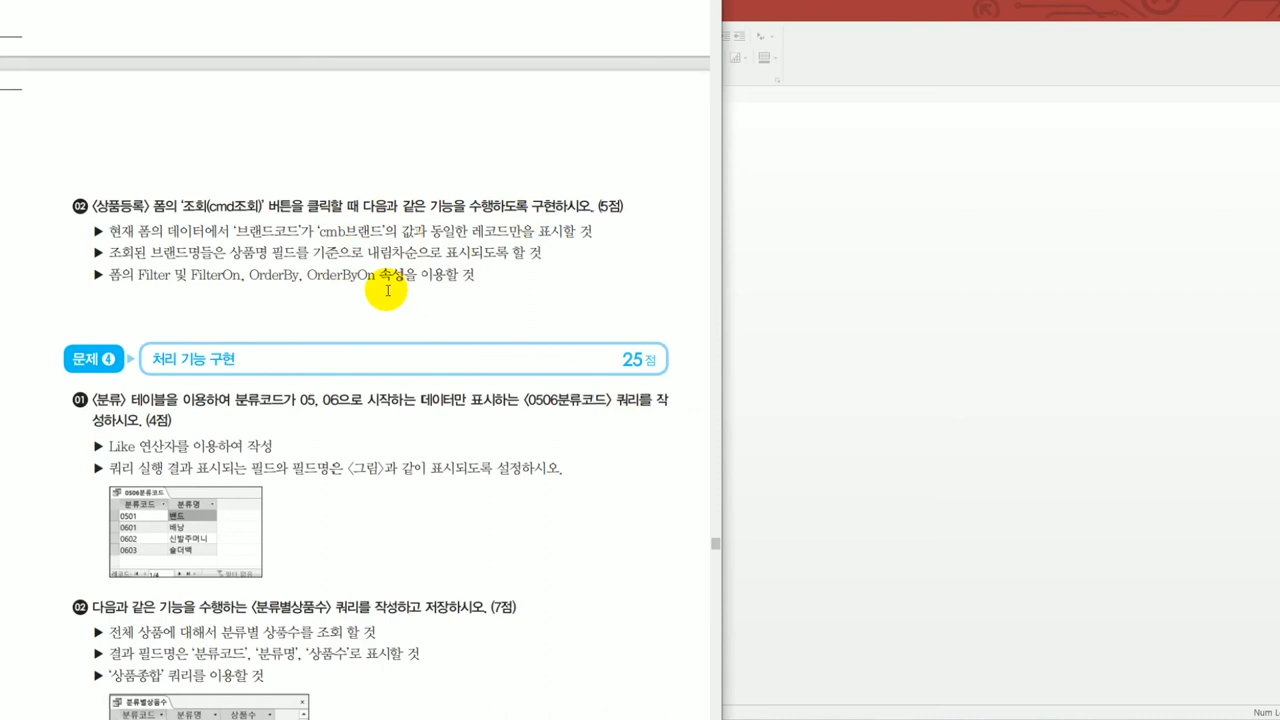 02 〈상품등록〉 폼의 '조회(cmd조회)' 버튼을 클릭할 때 다음과 같은 기능을 수행하도록 구현하시오. (5점)
▶ 현재 폼의 데이터에서 '브랜드코드'가 'cmb브랜드'의 값과 동일한 레코드만을 표시할 것
▶ 조회된 브랜드명들은 상품명 필드를 기준으로 내림차순으로 표시되도록 할 것
▶ 폼의 Filter 및 FilterOn, OrderBy, OrderByOn 속성을 이용할 것
문제 4 ▶ 처리 기능 구현 25점
01 〈분류〉 테이블을 이용하여 분류코드가 05, 06으로 시작하는 데이터만 표시하는 〈0506분류코드〉 쿼리를 작
성하시오. (4점)
▶ Like 연산자를 이용하여 작성
▶ 쿼리 실행 결과 표시되는 필드와 필드명은 〈그림〉과 같이 표시되도록 설정하시오.
0506분류코드
분류코드 분류명
0501 밴드
0601 배낭
0602 신발주머니
0603 숄더백
레코드: 1/4
02 다음과 같은 기능을 수행하는 〈분류별상품수〉 쿼리를 작성하고 저장하시오. (7점)
▶ 전체 상품에 대해서 분류별 상품수를 조회 할 것
▶ 결과 필드명은 '분류코드', '분류명', '상품수'로 표시할 것
▶ '상품종합' 쿼리를 이용할 것
분류별상품수
분류코드 분류명 상품수